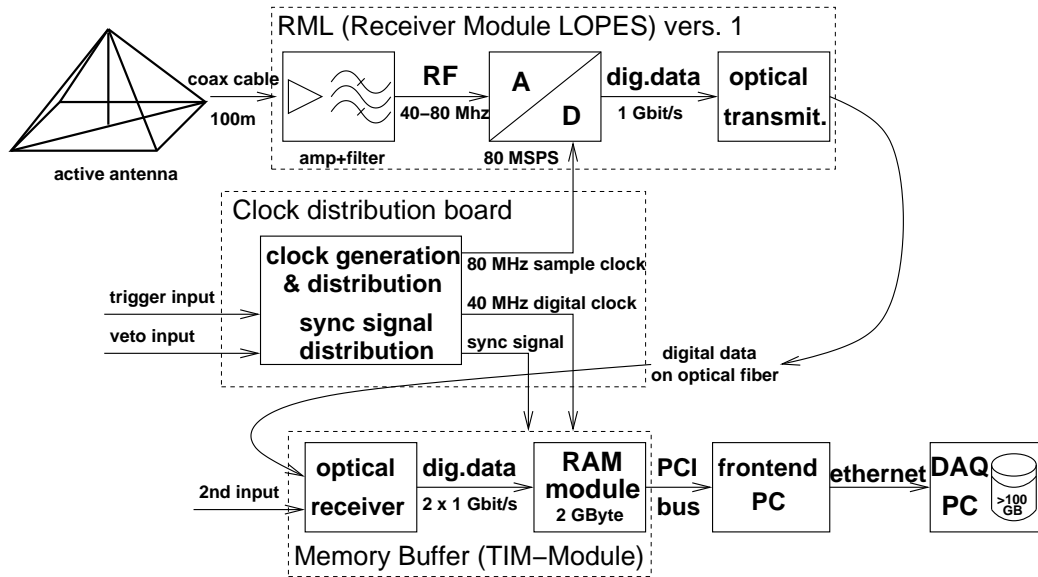 RML (Receiver Module LOPES) vers. 1
coax cable
100m
active antenna
amp+filter
RF
40–80 Mhz
A
D
80 MSPS
dig.data
1 Gbit/s
optical
transmit.
Clock distribution board
clock generation
& distribution
sync signal
distribution
80 MHz sample clock
40 MHz digital clock
sync signal
trigger input
veto input
digital data
on optical fiber
optical
receiver
2nd input
dig.data
2 x 1 Gbit/s
RAM
module
2 GByte
Memory Buffer (TIM–Module)
PCI
bus
frontend
PC
ethernet
DAQ
PC
>100
GB